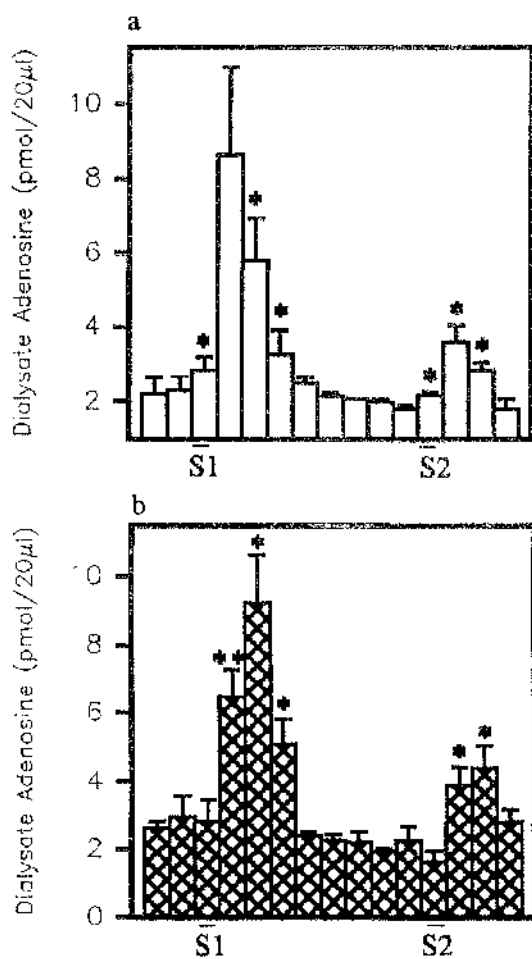 a
Dialysate Adenosine (pmol/20µl)
10
8
6
4
2
*
*
*
*
*
*
S1
S2
b
Dialysate Adenosine (pmol/20µl)
10
8
6
4
2
0
* *
*
*
*
*
S1
S2